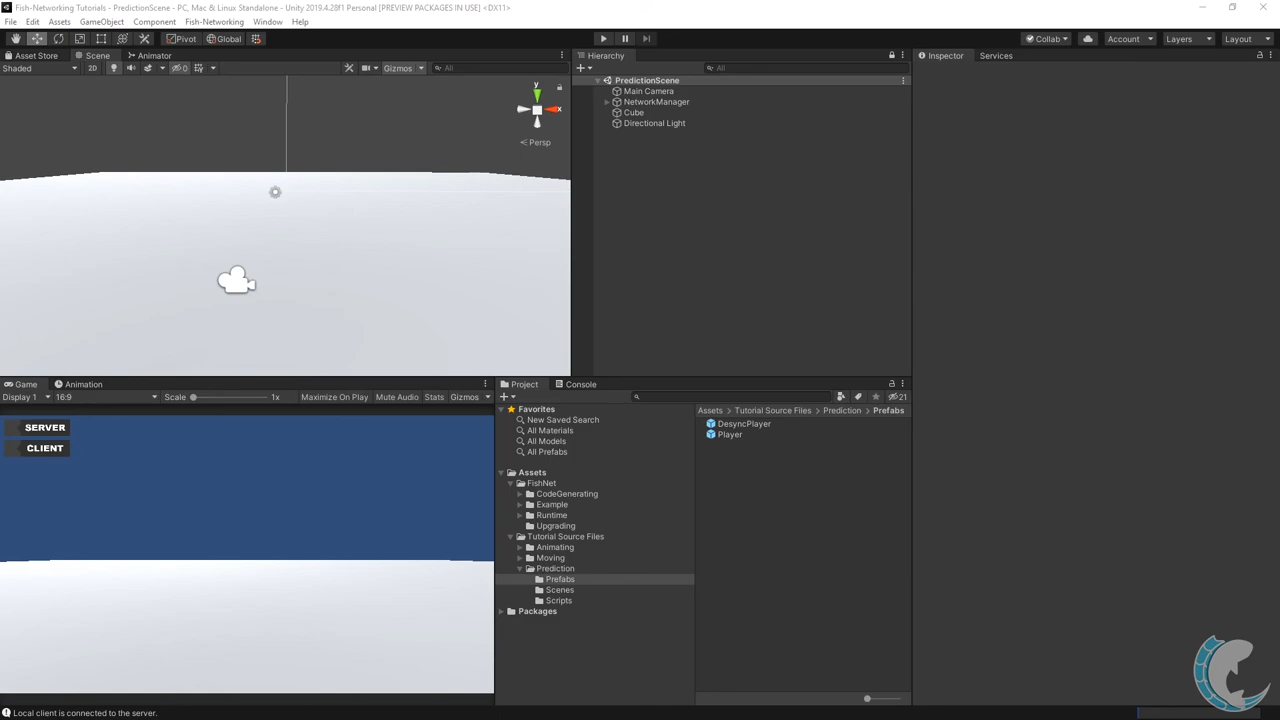 Fish-Networking Tutorials - PredictionScene - PC, Mac & Linux Standalone - Unity 2019.4.28f1 Personal [PREVIEW PACKAGES IN USE] <DX11>
File Edit Assets GameObject Component Fish-Networking Window Help
Pivot Global Collab Account Layers Layout
Asset Store Scene Animator
Shaded 2D 0 Gizmos All
y
x
Persp
Hierarchy
All
PredictionScene
Main Camera
NetworkManager
Cube
Directional Light
Inspector Services
Game Animation
Display 1 16:9 Scale 1x Maximize On Play Mute Audio Stats Gizmos
SERVER
CLIENT
Project Console
21
Favorites
New Saved Search
All Materials
All Models
All Prefabs
Assets
FishNet
CodeGenerating
Example
Runtime
Upgrading
Tutorial Source Files
Animating
Moving
Prediction
Prefabs
Scenes
Scripts
Packages
Assets Tutorial Source Files Prediction Prefabs
DesyncPlayer
Player
Local client is connected to the server.